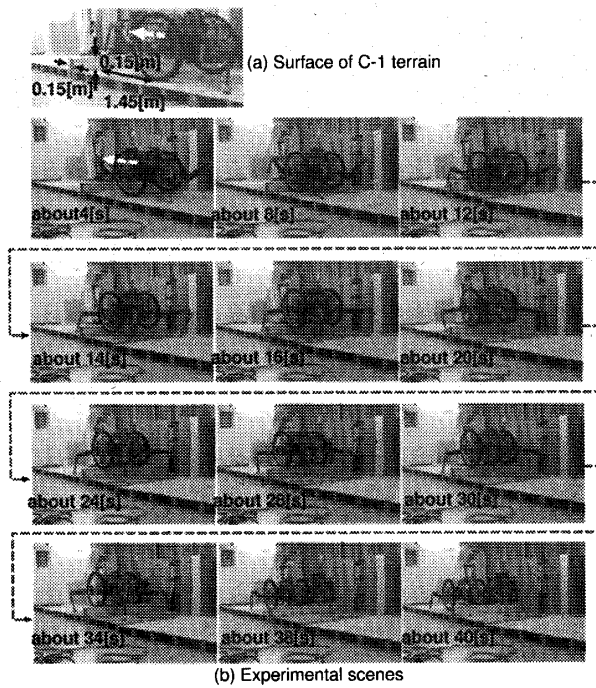 0.15[m]
0.15[m]
1.45[m]
(a) Surface of C-1 terrain
about4[s]
about 8[s]
about 12[s]
about 14[s]
about 16[s]
about 20[s]
about 24[s]
about 26[s]
about 30[s]
about 34[s]
about 38[s]
about 40[s]
(b) Experimental scenes